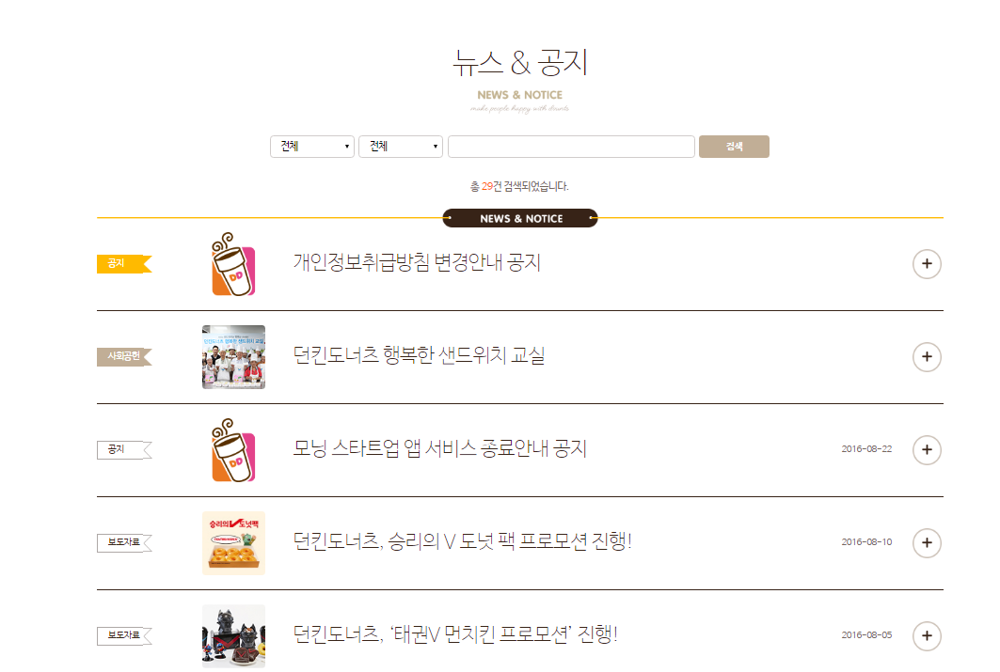 뉴스 & 공지
NEWS & NOTICE
make people happy with donuts
전체 전체 검색
총 29건 검색되었습니다.
NEWS & NOTICE
공지 DD 개인정보취급방침 변경안내 공지
사회공헌 던킨도너츠 행복한 샌드위치 교실
공지 DD 모닝 스타트업 앱 서비스 종료안내 공지 2016-08-22
승리의 V 도넛팩
보도자료 던킨도너츠, 승리의 V 도넛 팩 프로모션 진행! 2016-08-10
보도자료 던킨도너츠, ‘태권V 먼치킨 프로모션’ 진행! 2016-08-05